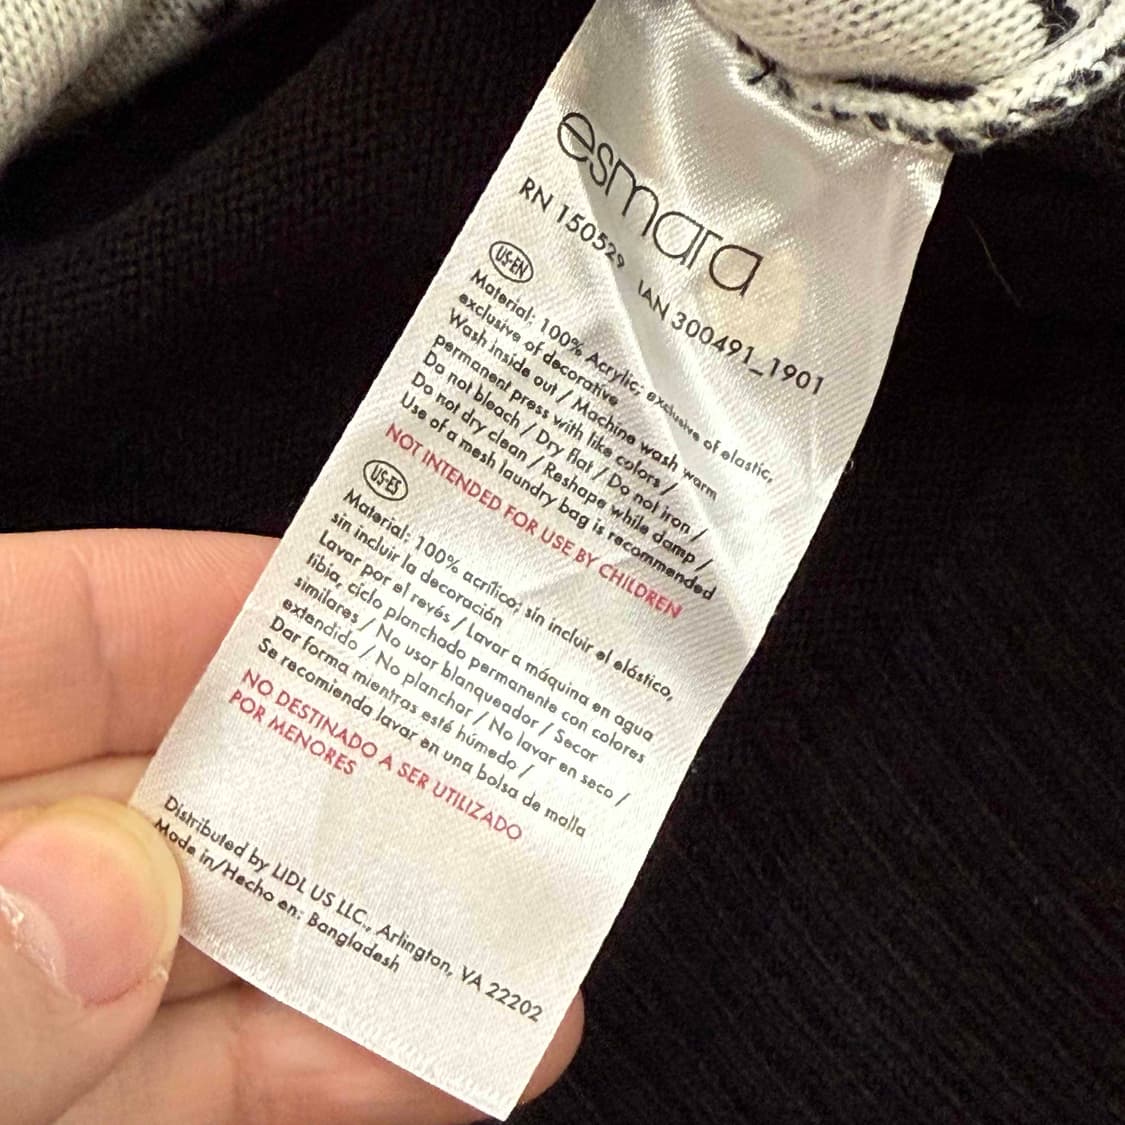 esmara
RN 150529 IAN 300491_1901
US-EN
Material: 100% Acrylic; exclusive of elastic,
exclusive of decorative
Wash inside out / Machine wash warm
permanent press with like colors /
Do not bleach / Dry flat / Do not iron /
Do not dry clean / Reshape while damp /
Use of a mesh laundry bag is recommended
NOT INTENDED FOR USE BY CHILDREN
US-ES
Material: 100% acrílico; sin incluir el elástico,
sin incluir la decoración
Lavar por el revés / Lavar a máquina en agua
tibia, ciclo planchado permanente con colores
similares / No usar blanqueador / Secar
extendido / No planchar / No lavar en seco /
Dar forma mientras esté húmedo /
Se recomienda lavar en una bolsa de malla
NO DESTINADO A SER UTILIZADO
POR MENORES
Distributed by LIDL US LLC., Arlington, VA 22202
Made in/Hecho en: Bangladesh